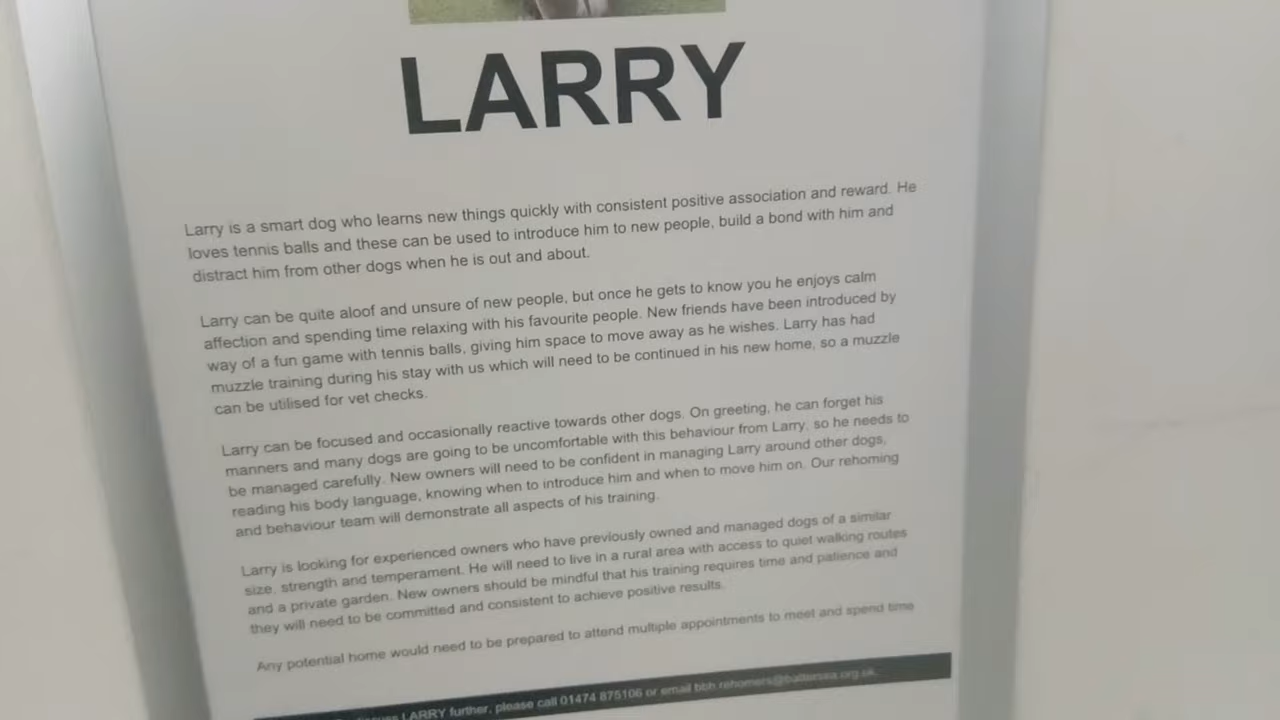 LARRY
Larry is a smart dog who learns new things quickly with consistent positive association and reward. He
loves tennis balls and these can be used to introduce him to new people, build a bond with him and
distract him from other dogs when he is out and about.
Larry can be quite aloof and unsure of new people, but once he gets to know you he enjoys calm
affection and spending time relaxing with his favourite people. New friends have been introduced by
way of a fun game with tennis balls, giving him space to move away as he wishes. Larry has had
muzzle training during his stay with us which will need to be continued in his new home, so a muzzle
can be utilised for vet checks.
Larry can be focused and occasionally reactive towards other dogs. On greeting, he can forget his
manners and many dogs are going to be uncomfortable with this behaviour from Larry, so he needs to
be managed carefully. New owners will need to be confident in managing Larry around other dogs,
reading his body language, knowing when to introduce him and when to move him on. Our rehoming
and behaviour team will demonstrate all aspects of his training.
Larry is looking for experienced owners who have previously owned and managed dogs of a similar
size, strength and temperament. He will need to live in a rural area with access to quiet walking routes
and a private garden. New owners should be mindful that his training requires time and patience and
they will need to be committed and consistent to achieve positive results.
Any potential home would need to be prepared to attend multiple appointments to meet and spend time
LARRY further, please call 01474 875106 or email bbh.rehomers@battersea.org.uk